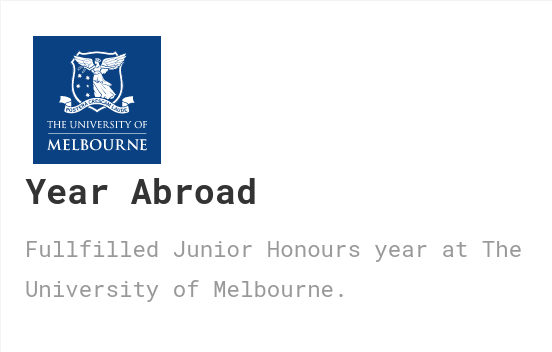 POSTERA CRESCAM LAUDE
THE UNIVERSITY OF
MELBOURNE
Year Abroad
Fullfilled Junior Honours year at The
University of Melbourne.